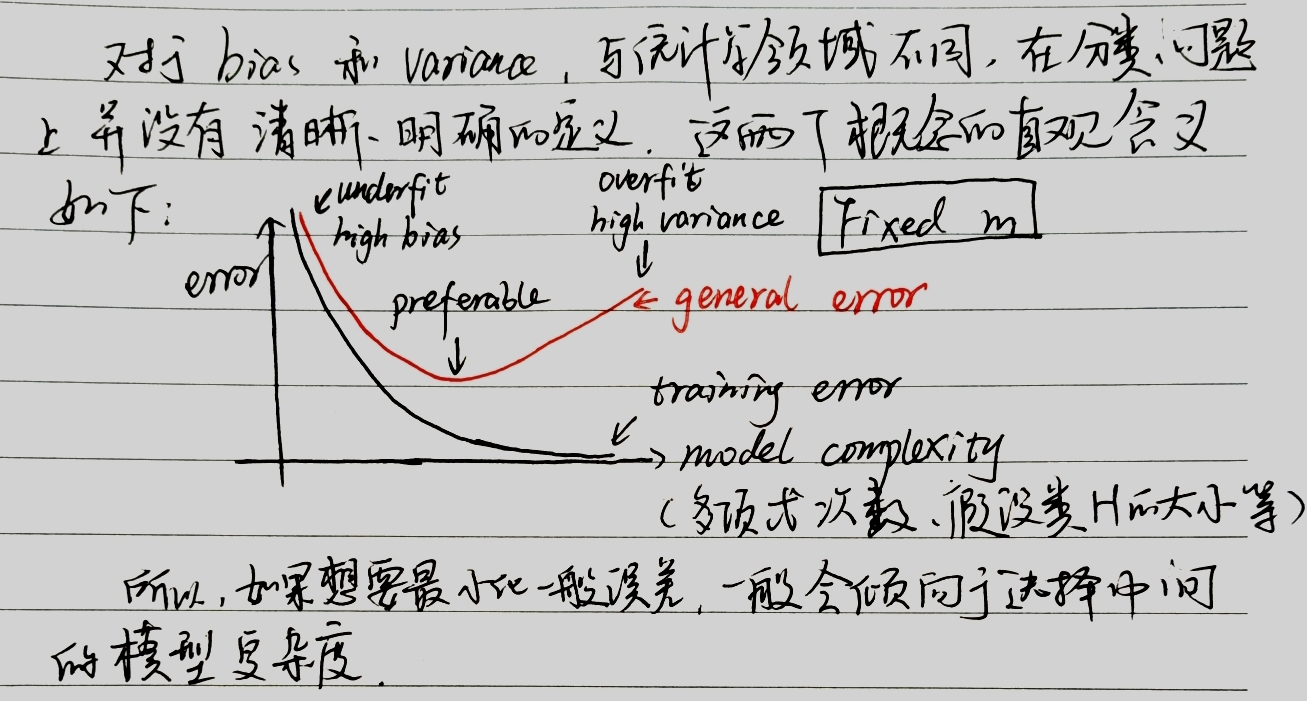 对于 bias 和 variance，与统计学领域不同，在分类问题
上并没有清晰、明确的定义．这两个概念的直观含义
如下：
underfit
high bias
overfit
high variance
Fixed m
error
preferable
general error
training error
model complexity
（多项式次数、假设类H的大小等）
所以，如果想要最小化一般误差，一般会倾向于选择中间
的模型复杂度．